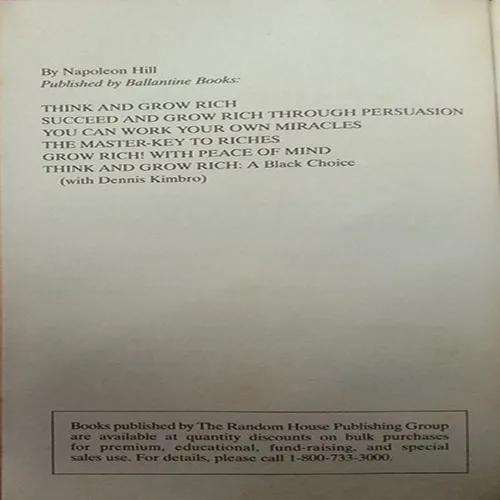 By Napoleon Hill
Published by Ballantine Books:
THINK AND GROW RICH
SUCCEED AND GROW RICH THROUGH PERSUASION
YOU CAN WORK YOUR OWN MIRACLES
THE MASTER-KEY TO RICHES
GROW RICH! WITH PEACE OF MIND
THINK AND GROW RICH: A Black Choice
(with Dennis Kimbro)
Books published by The Random House Publishing Group
are available at quantity discounts on bulk purchases
for premium, educational, fund-raising, and special
sales use. For details, please call 1-800-733-3000.